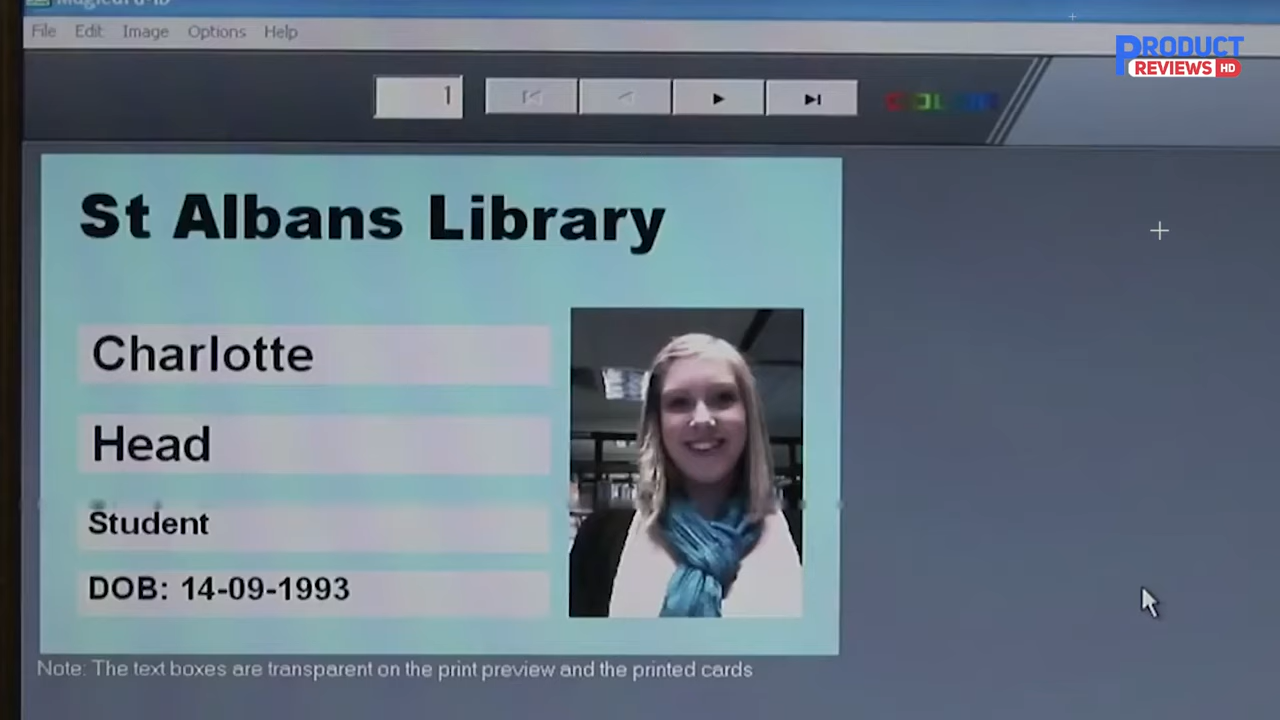 File Edit Image Options Help
PRODUCT
REVIEWS HD
1
COLOR
St Albans Library
Charlotte
Head
Student
DOB: 14-09-1993
Note: The text boxes are transparent on the print preview and the printed cards